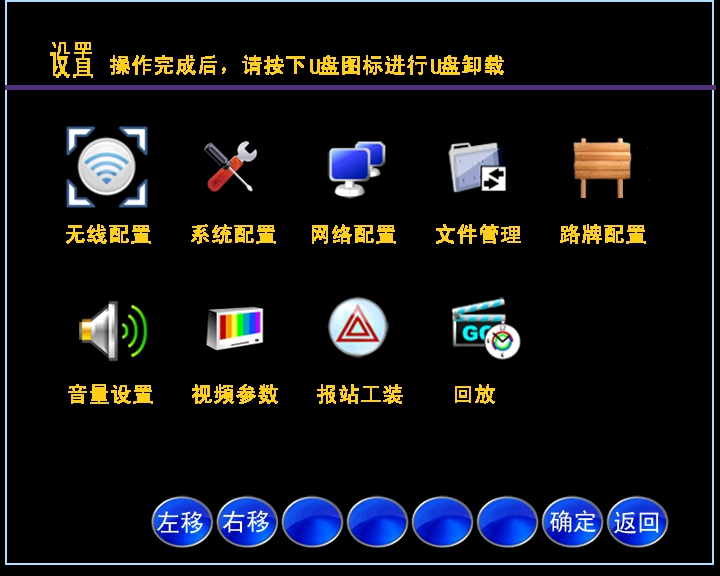 设置 操作完成后，请按下U盘图标进行U盘卸载
无线配置 系统配置 网络配置 文件管理 路牌配置
GO
音量设置 视频参数 报站工装 回放
左移 右移 确定 返回